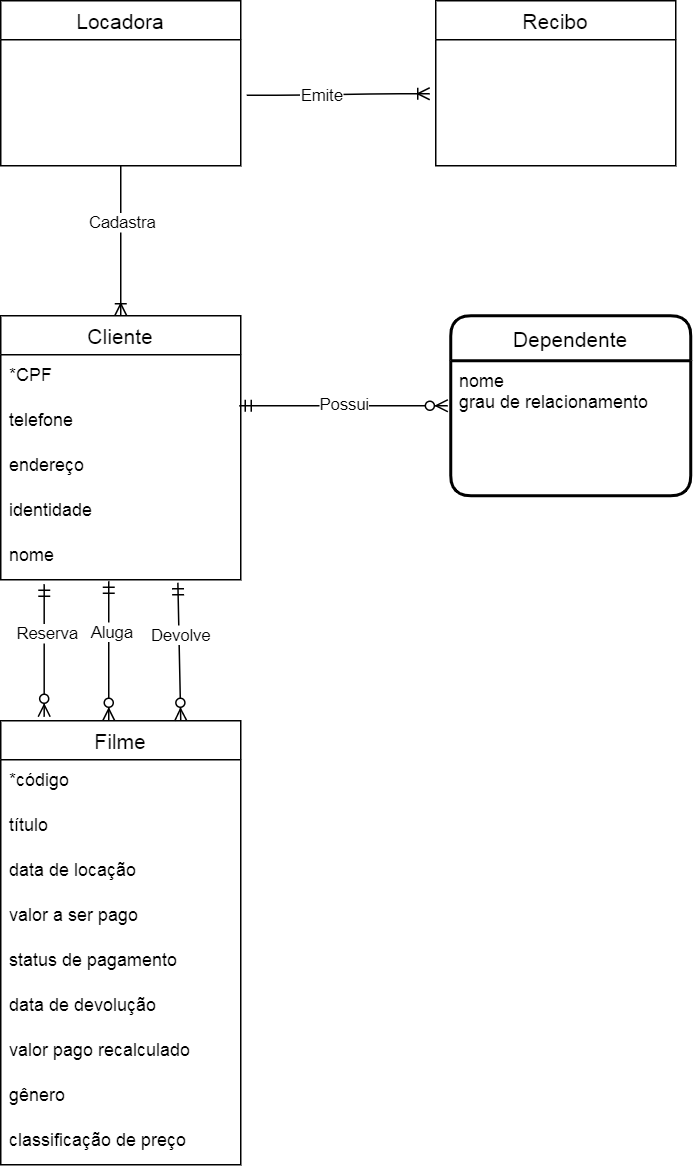 Locadora
Recibo
Emite
Cadastra
Cliente
*CPF
telefone
endereço
identidade
nome
Possui
Dependente
nome
grau de relacionamento
Reserva
Aluga
Devolve
Filme
*código
título
data de locação
valor a ser pago
status de pagamento
data de devolução
valor pago recalculado
gênero
classificação de preço